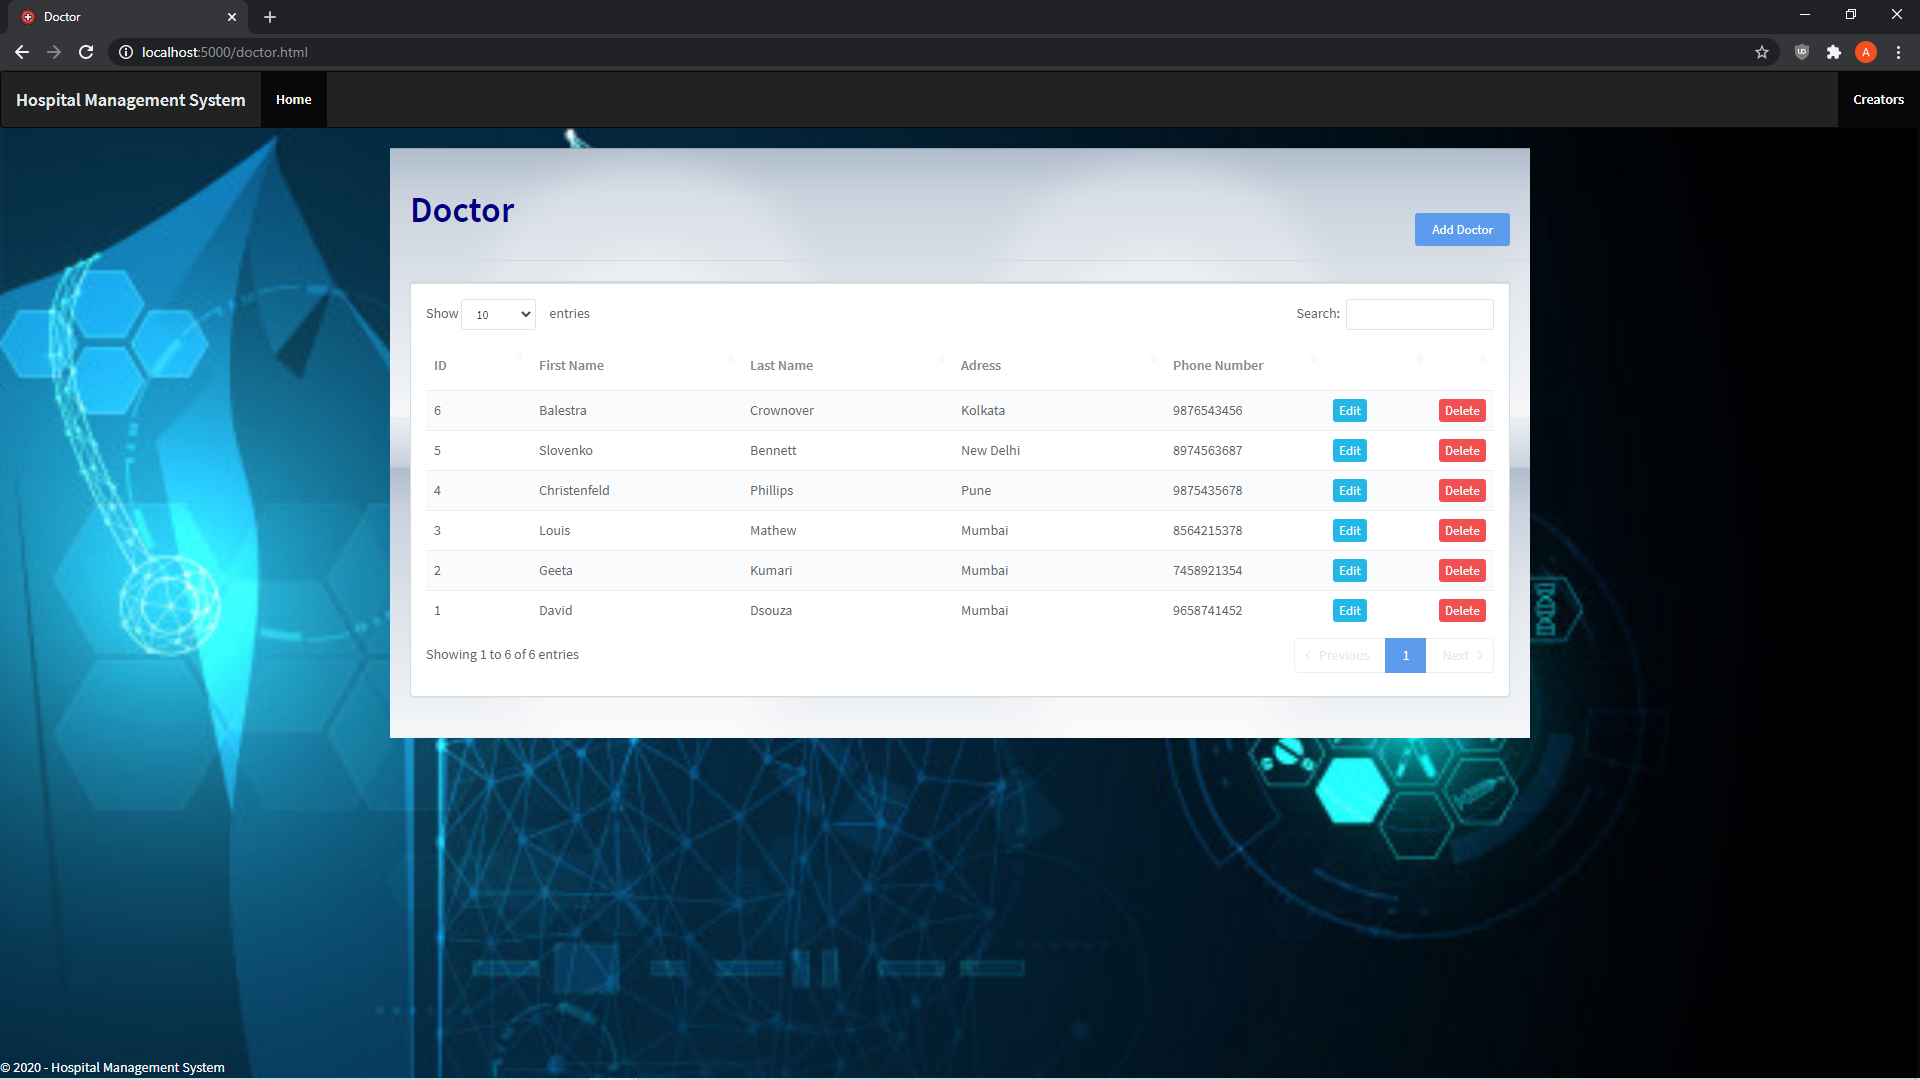 Doctor
localhost:5000/doctor.html
A
Hospital Management System Home Creators
Doctor
Add Doctor
Show 10 entries Search:
ID First Name Last Name Adress Phone Number
6 Balestra Crownover Kolkata 9876543456 Edit Delete
5 Slovenko Bennett New Delhi 8974563687 Edit Delete
4 Christenfeld Phillips Pune 9875435678 Edit Delete
3 Louis Mathew Mumbai 8564215378 Edit Delete
2 Geeta Kumari Mumbai 7458921354 Edit Delete
1 David Dsouza Mumbai 9658741452 Edit Delete
Showing 1 to 6 of 6 entries Previous 1 Next
© 2020 - Hospital Management System